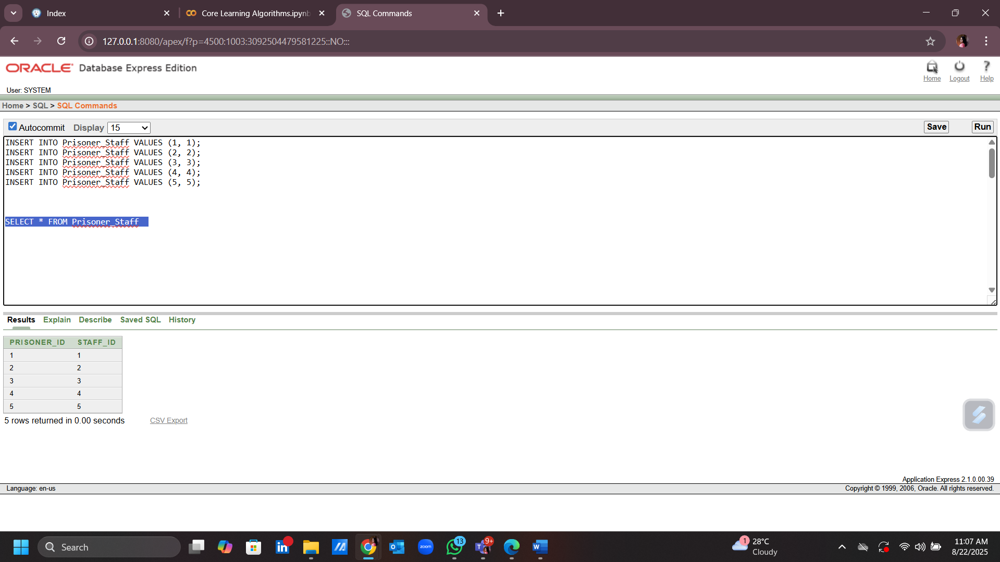 Index
Core Learning Algorithms.ipynb
SQL Commands
127.0.0.1:8080/apex/f?p=4500:1003:3092504479581225::NO:::
ORACLE Database Express Edition
Home
Logout
Help
User: SYSTEM
Home > SQL > SQL Commands
Autocommit Display 15
Save
Run
INSERT INTO Prisoner_Staff VALUES (1, 1);
INSERT INTO Prisoner_Staff VALUES (2, 2);
INSERT INTO Prisoner_Staff VALUES (3, 3);
INSERT INTO Prisoner_Staff VALUES (4, 4);
INSERT INTO Prisoner_Staff VALUES (5, 5);
SELECT * FROM Prisoner_Staff
Results Explain Describe Saved SQL History
PRISONER_ID STAFF_ID
1 1
2 2
3 3
4 4
5 5
5 rows returned in 0.00 seconds CSV Export
Application Express 2.1.0.00.39
Language: en-us
Copyright © 1999, 2006, Oracle. All rights reserved.
Search
in
zoom
13
9+
1
28°C
Cloudy
11:07 AM
8/22/2025